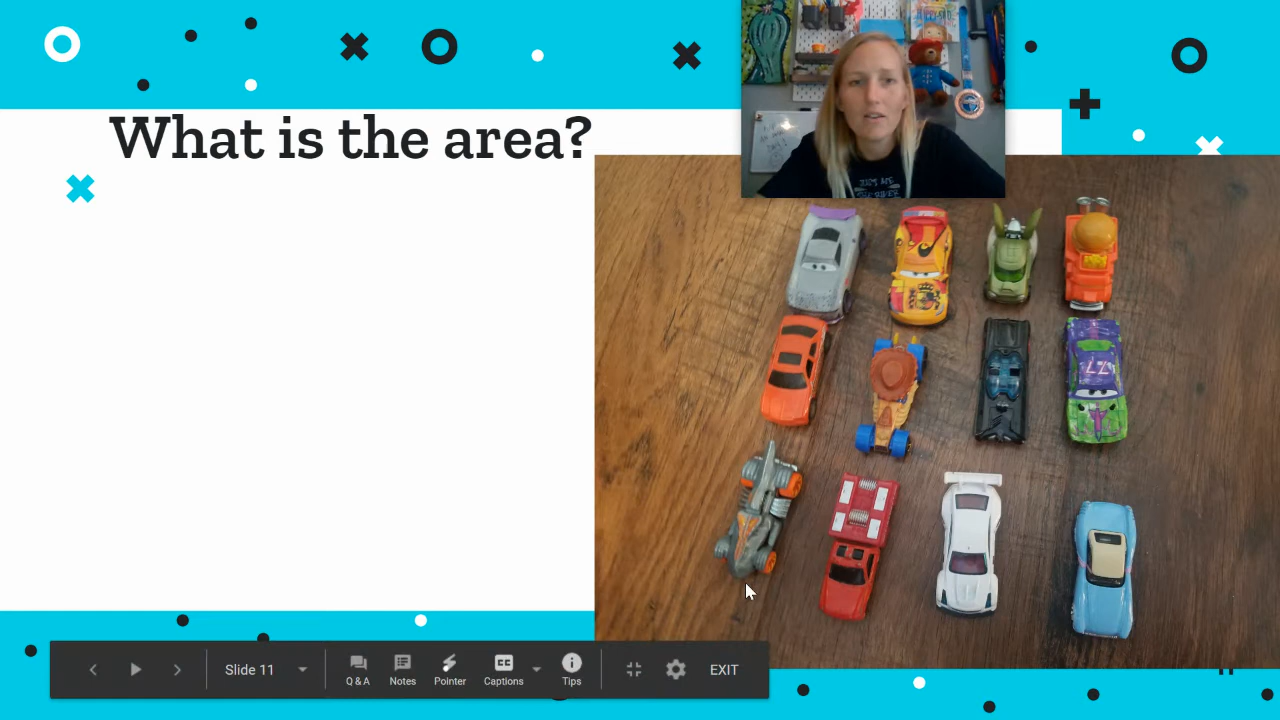 What is the area?
Slide 11
Q & A
Notes
Pointer
Captions
Tips
EXIT